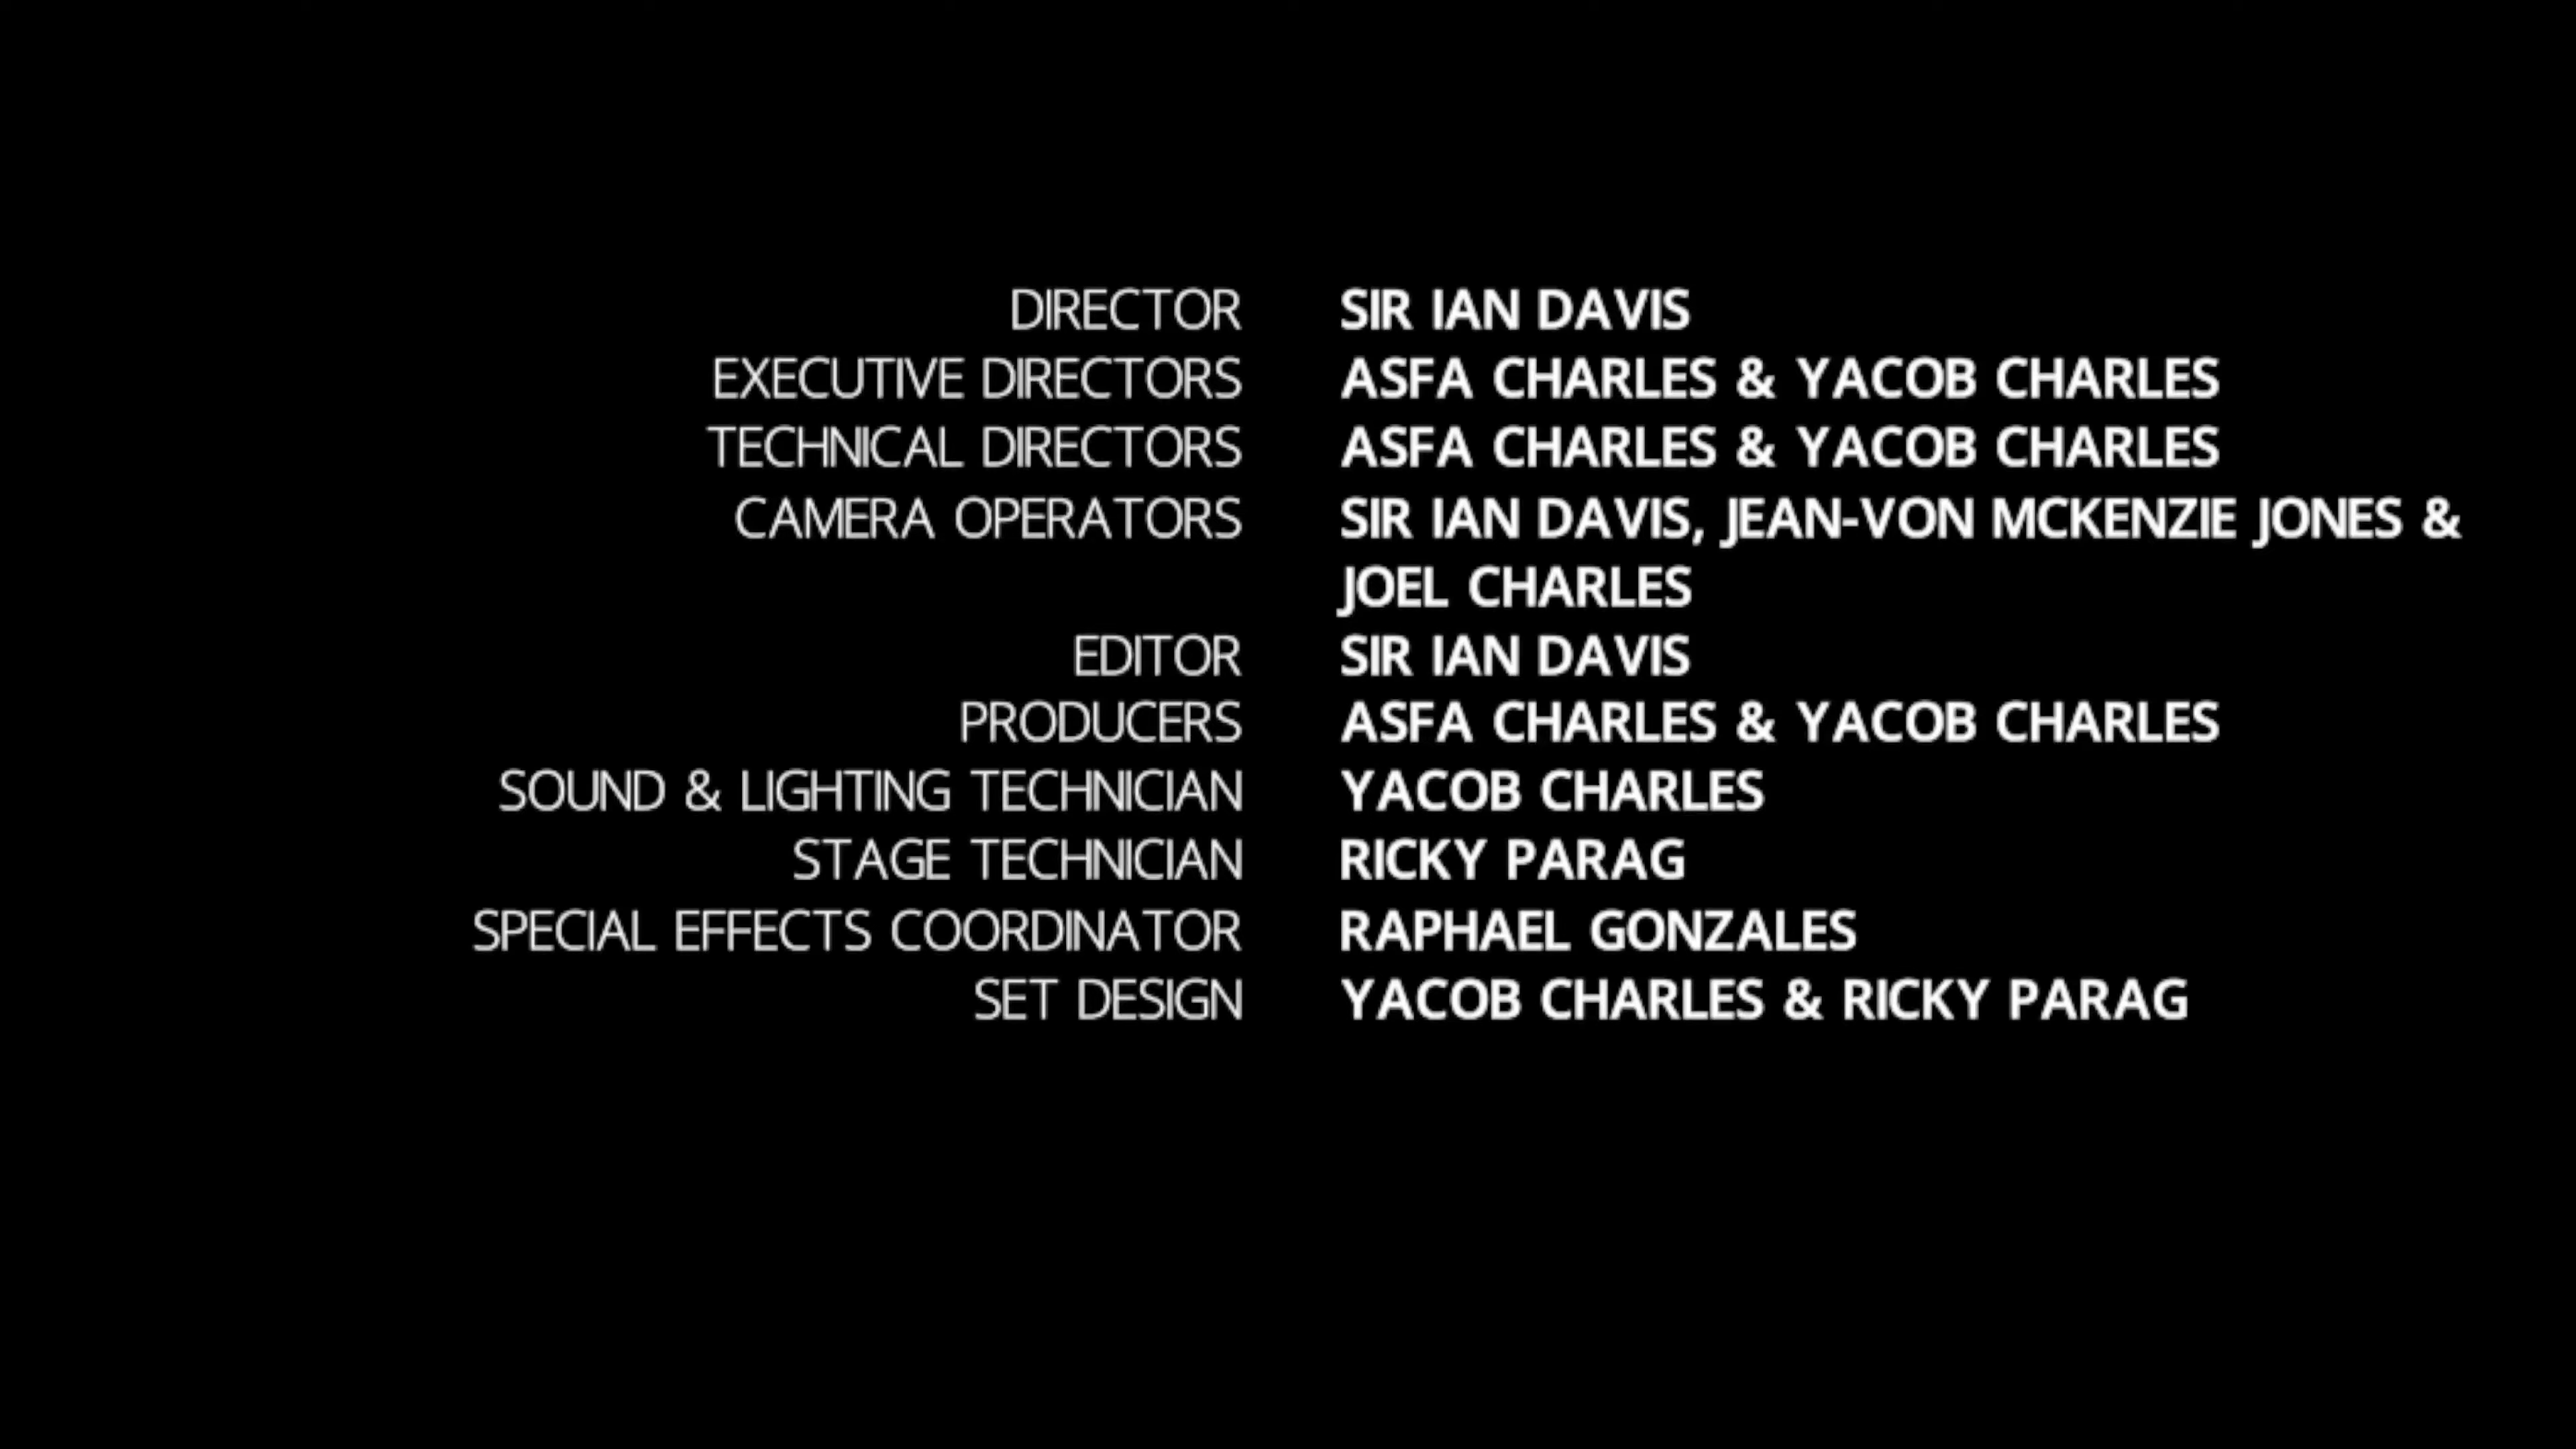 DIRECTOR SIR IAN DAVIS
EXECUTIVE DIRECTORS ASFA CHARLES & YACOB CHARLES
TECHNICAL DIRECTORS ASFA CHARLES & YACOB CHARLES
CAMERA OPERATORS SIR IAN DAVIS, JEAN-VON MCKENZIE JONES &
JOEL CHARLES
EDITOR SIR IAN DAVIS
PRODUCERS ASFA CHARLES & YACOB CHARLES
SOUND & LIGHTING TECHNICIAN YACOB CHARLES
STAGE TECHNICIAN RICKY PARAG
SPECIAL EFFECTS COORDINATOR RAPHAEL GONZALES
SET DESIGN YACOB CHARLES & RICKY PARAG